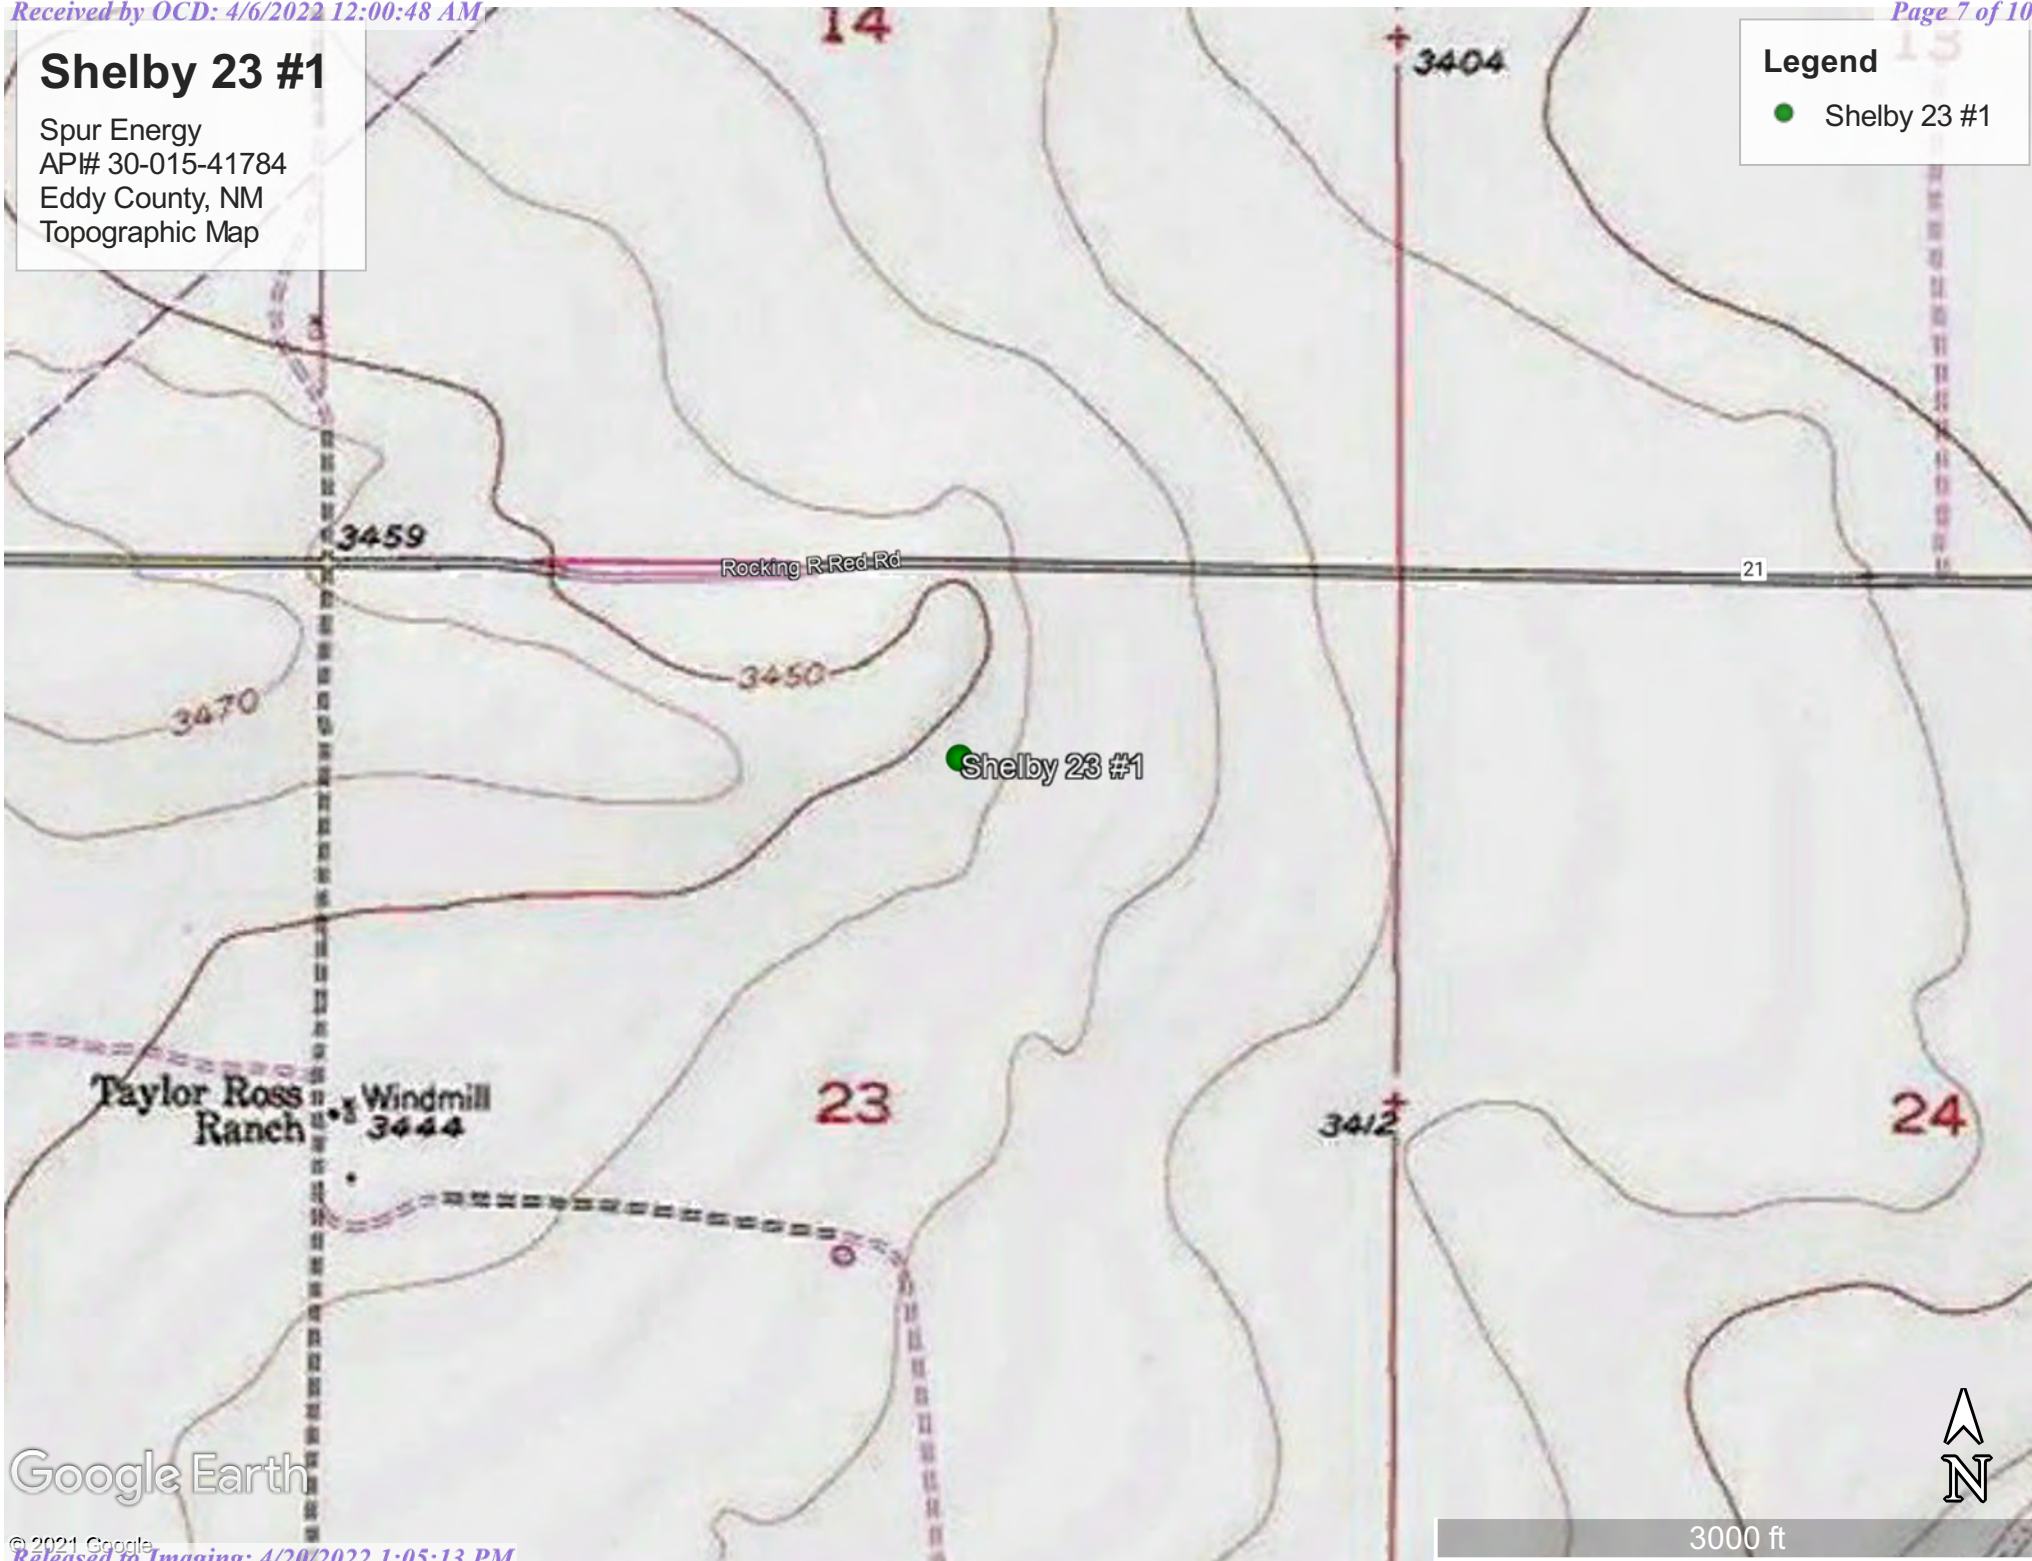 Received by OCD: 4/6/2022 12:00:48 AM
Page 7 of 10
Shelby 23 #1
Spur Energy
API# 30-015-41784
Eddy County, NM
Topographic Map
14
3404
13
Legend
Shelby 23 #1
3459
Rocking R Red Rd
21
3450
3470
Shelby 23 #1
Taylor Ross
Ranch
Windmill
3444
23
3412
24
Google Earth
N
3000 ft
© 2021 Google
Released to Imaging: 4/20/2022 1:05:13 PM